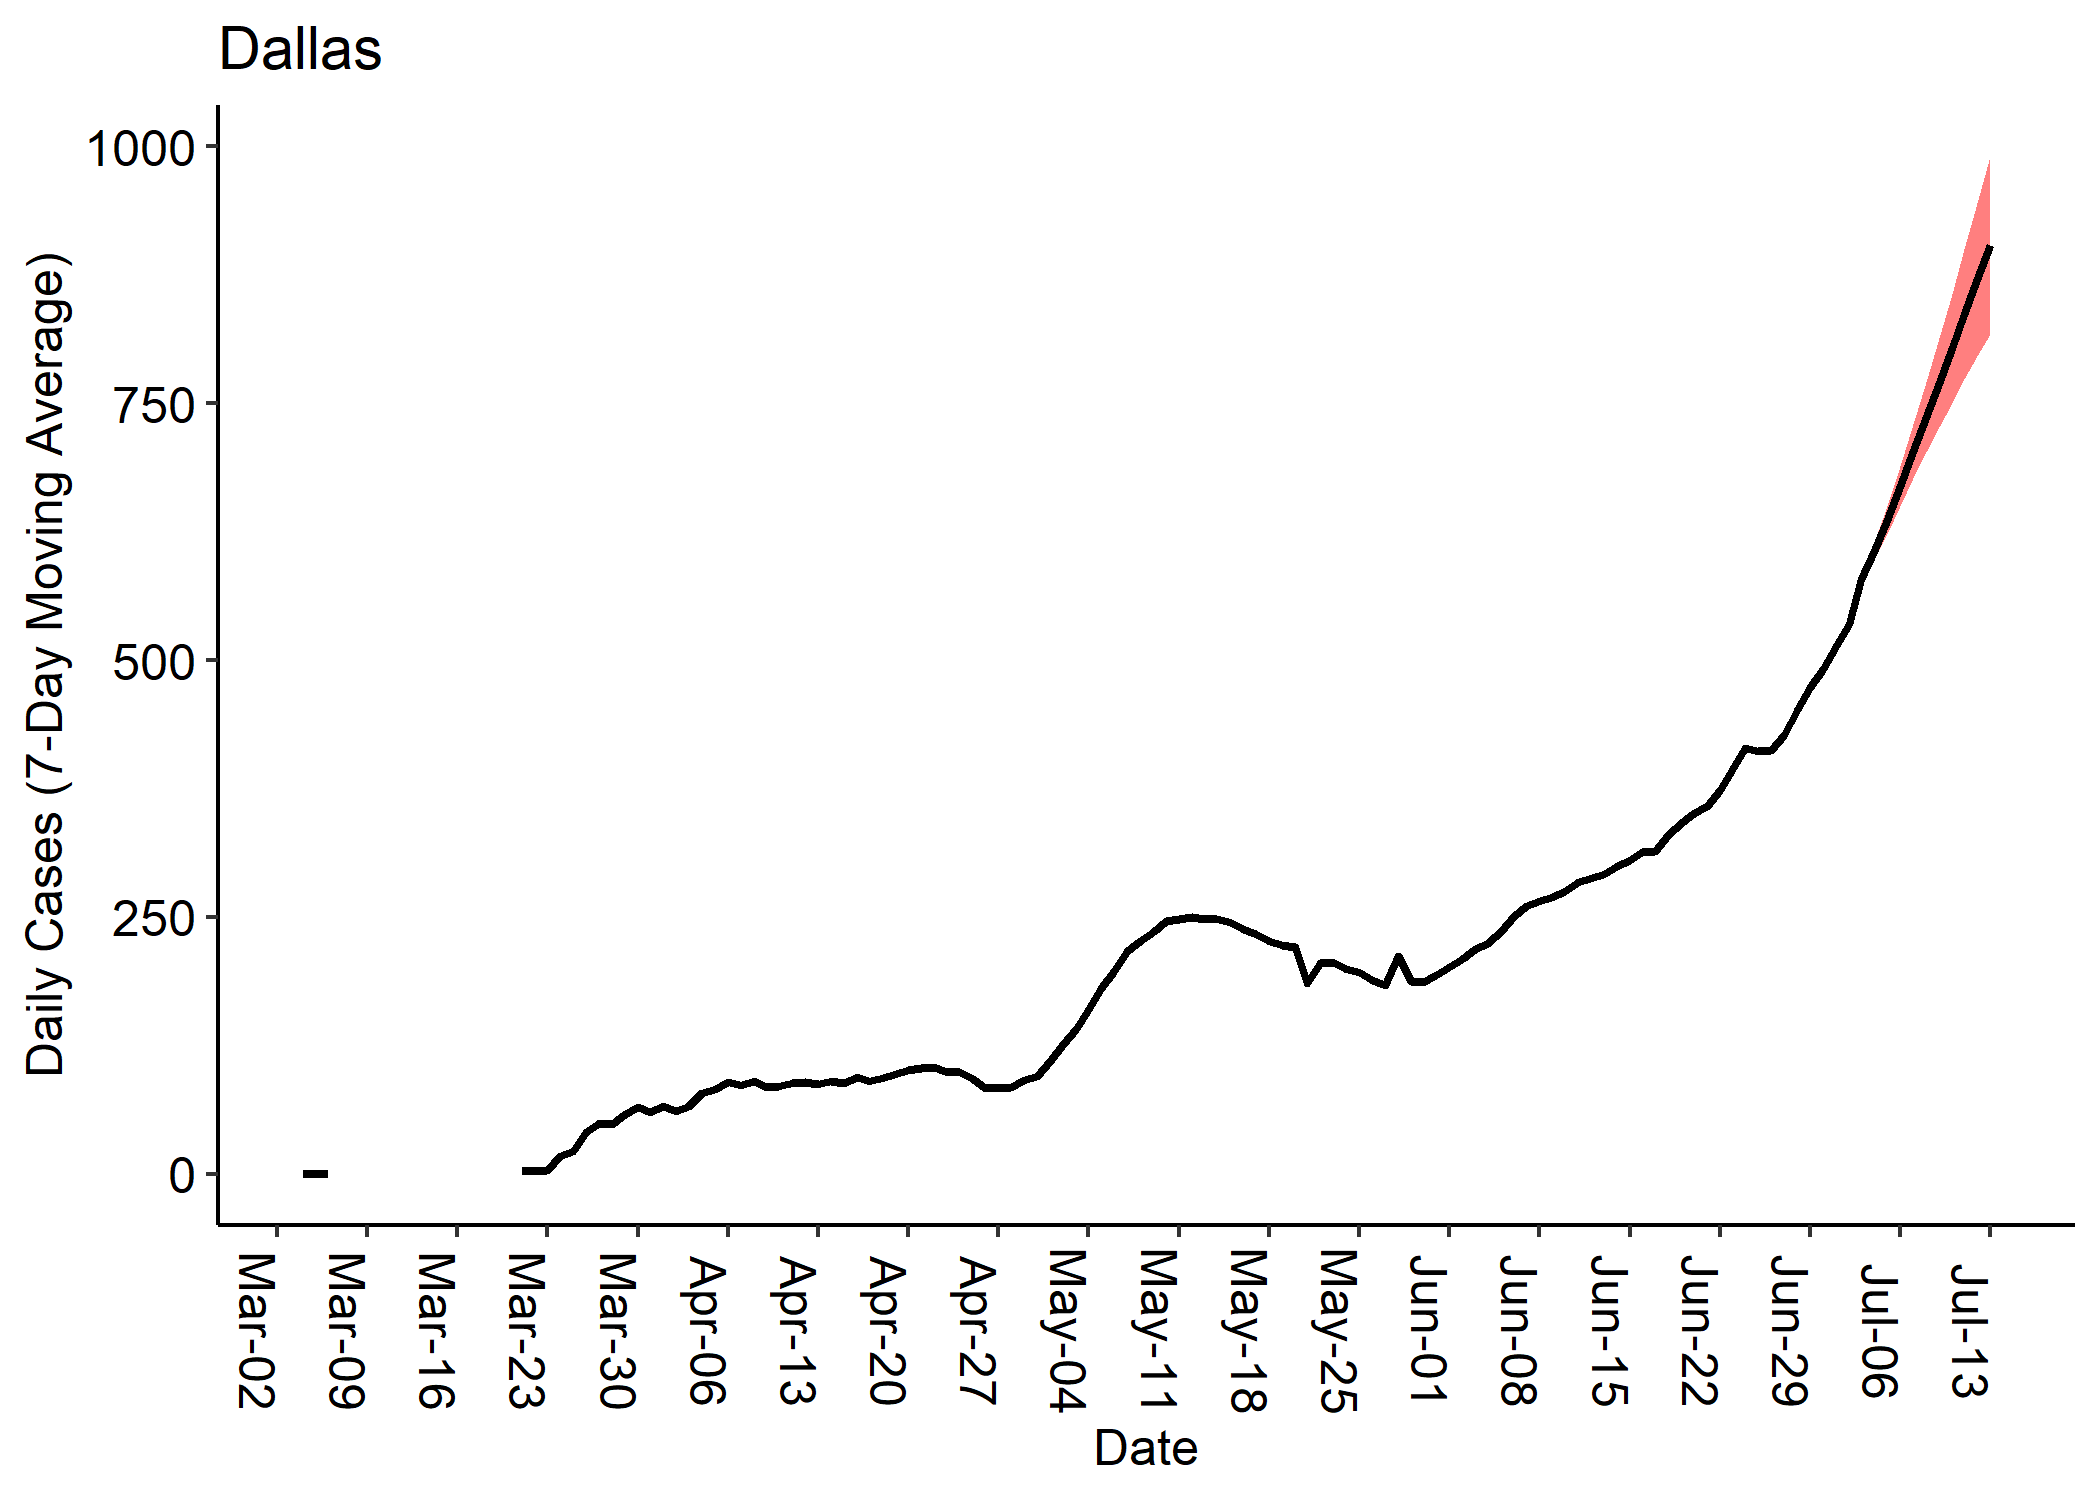 Dallas
Daily Cases (7-Day Moving Average)
1000
750
500
250
0
Mar-02
Mar-09
Mar-16
Mar-23
Mar-30
Apr-06
Apr-13
Apr-20
Apr-27
May-04
May-11
May-18
May-25
Jun-01
Jun-08
Jun-15
Jun-22
Jun-29
Jul-06
Jul-13
Date